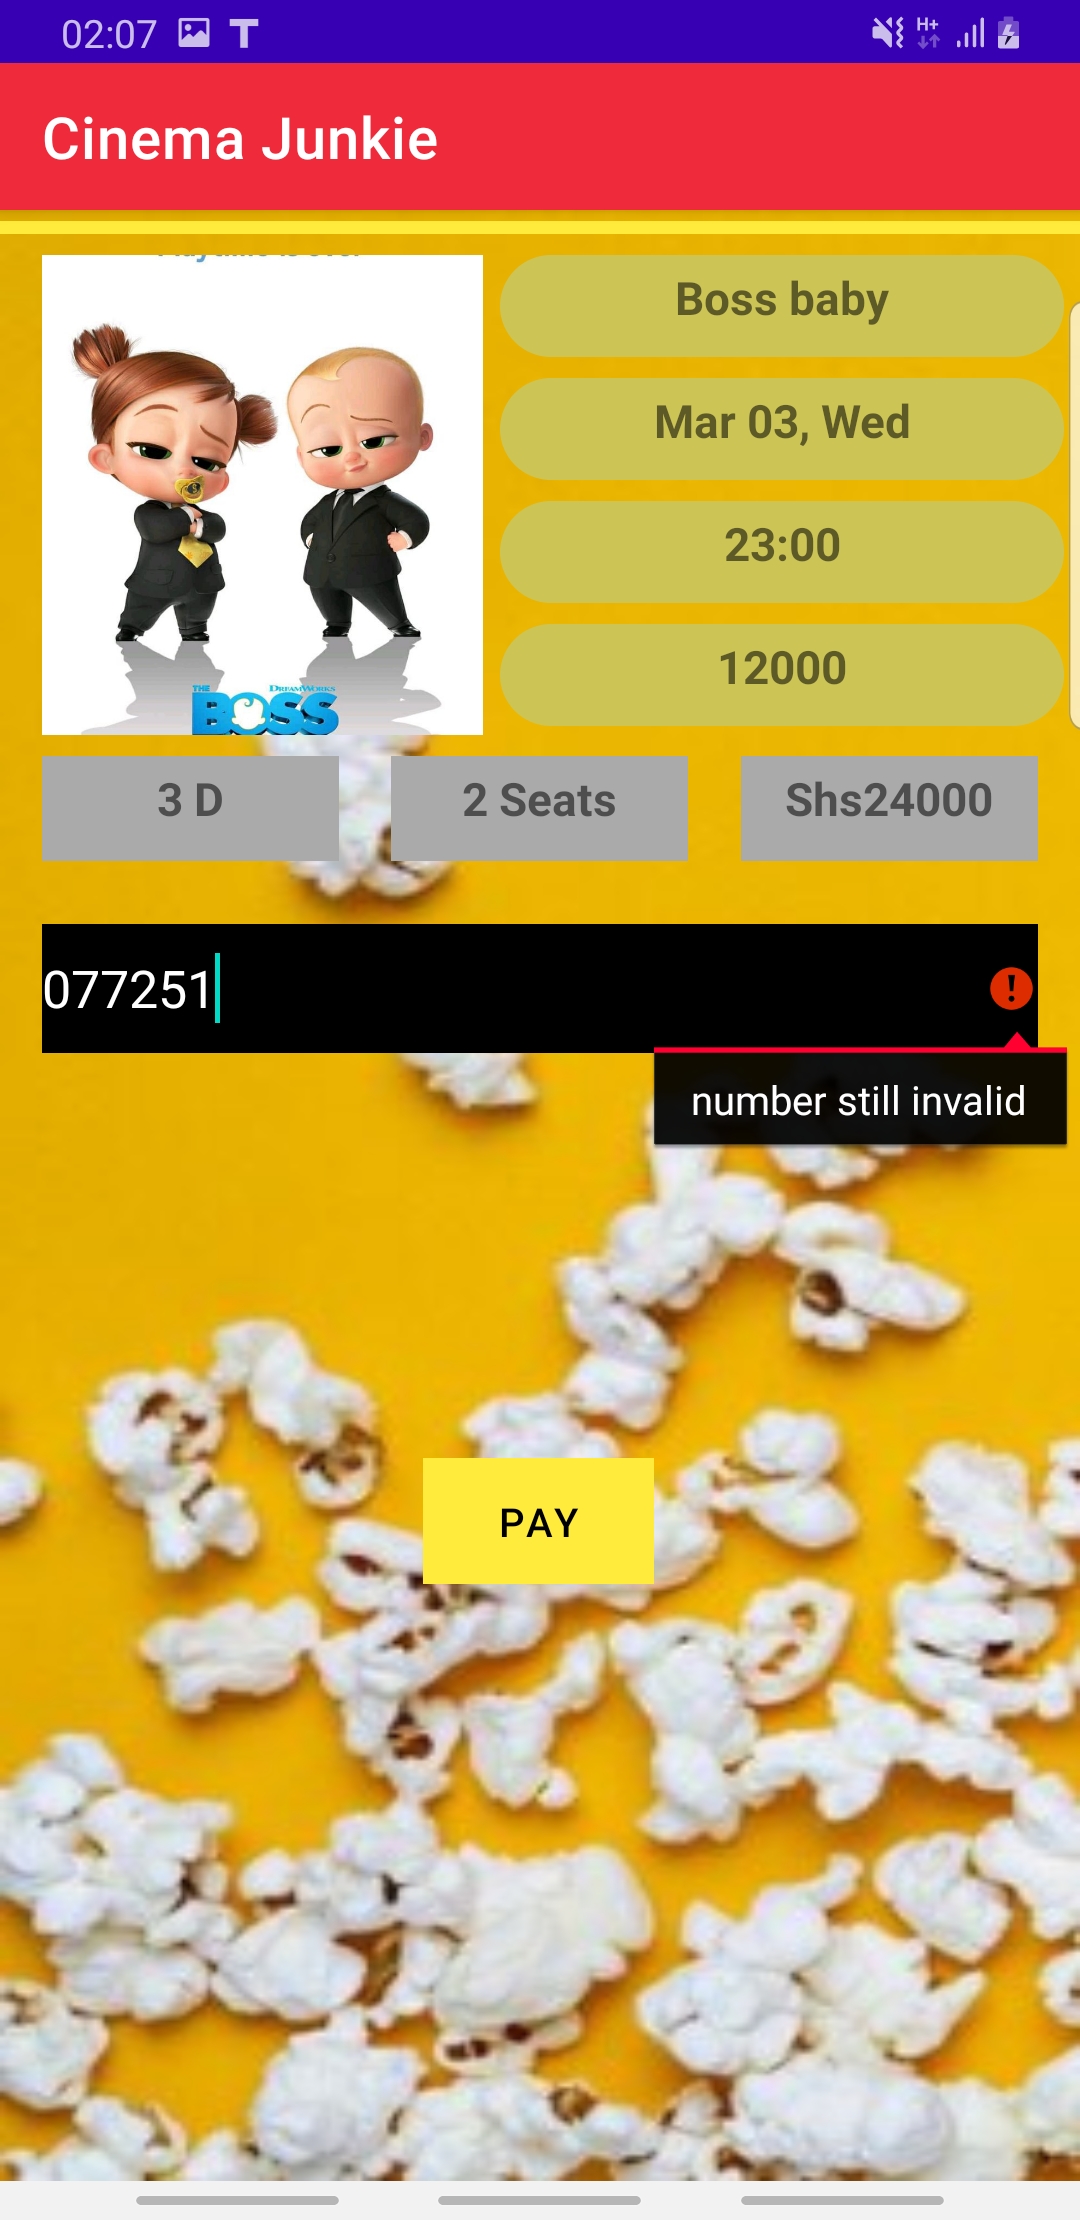 02:07
H+
Cinema Junkie
Boss baby
Mar 03, Wed
23:00
12000
THE
DREAMWORKS
BOSS
3 D
2 Seats
Shs24000
077251
number still invalid
PAY